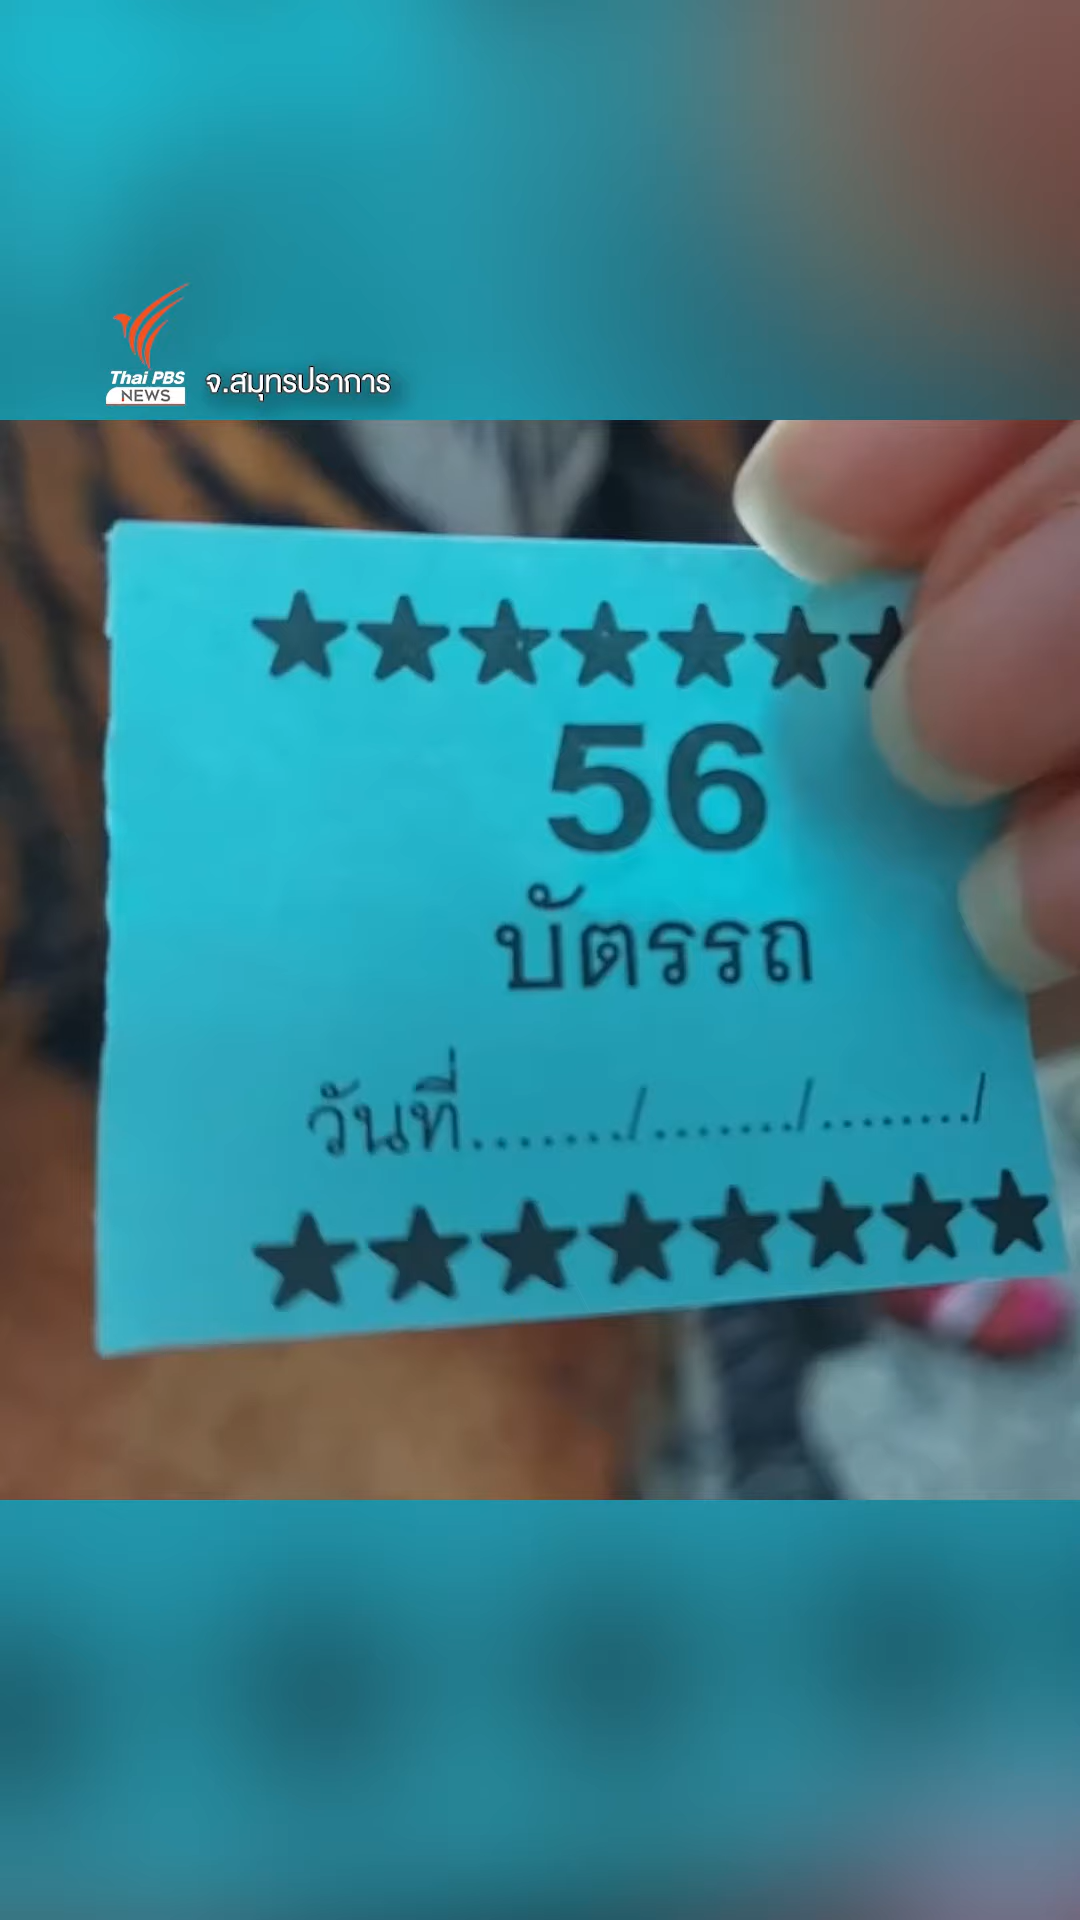 Thai PBS
NEWS
จ.สมุทรปราการ
★★★★★★★
56
บัตรรถ
วันที่......./......./......../
★★★★★★★★